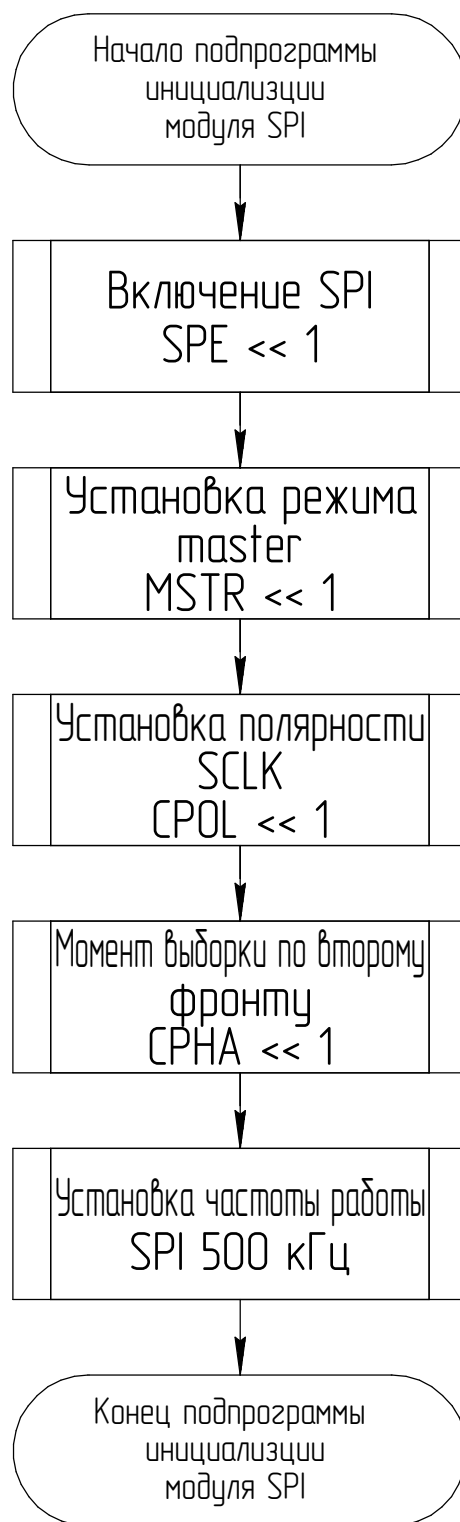 Начало подпрограммы
инициализции
модуля SPI
Включение SPI
SPE << 1
Установка режима
master
MSTR << 1
Установка полярности
SCLK
CPOL << 1
Момент выборки по второму
фронту
CPHA << 1
Установка частоты работы
SPI 500 кГц
Конец подпрограммы
инициализции
модуля SPI